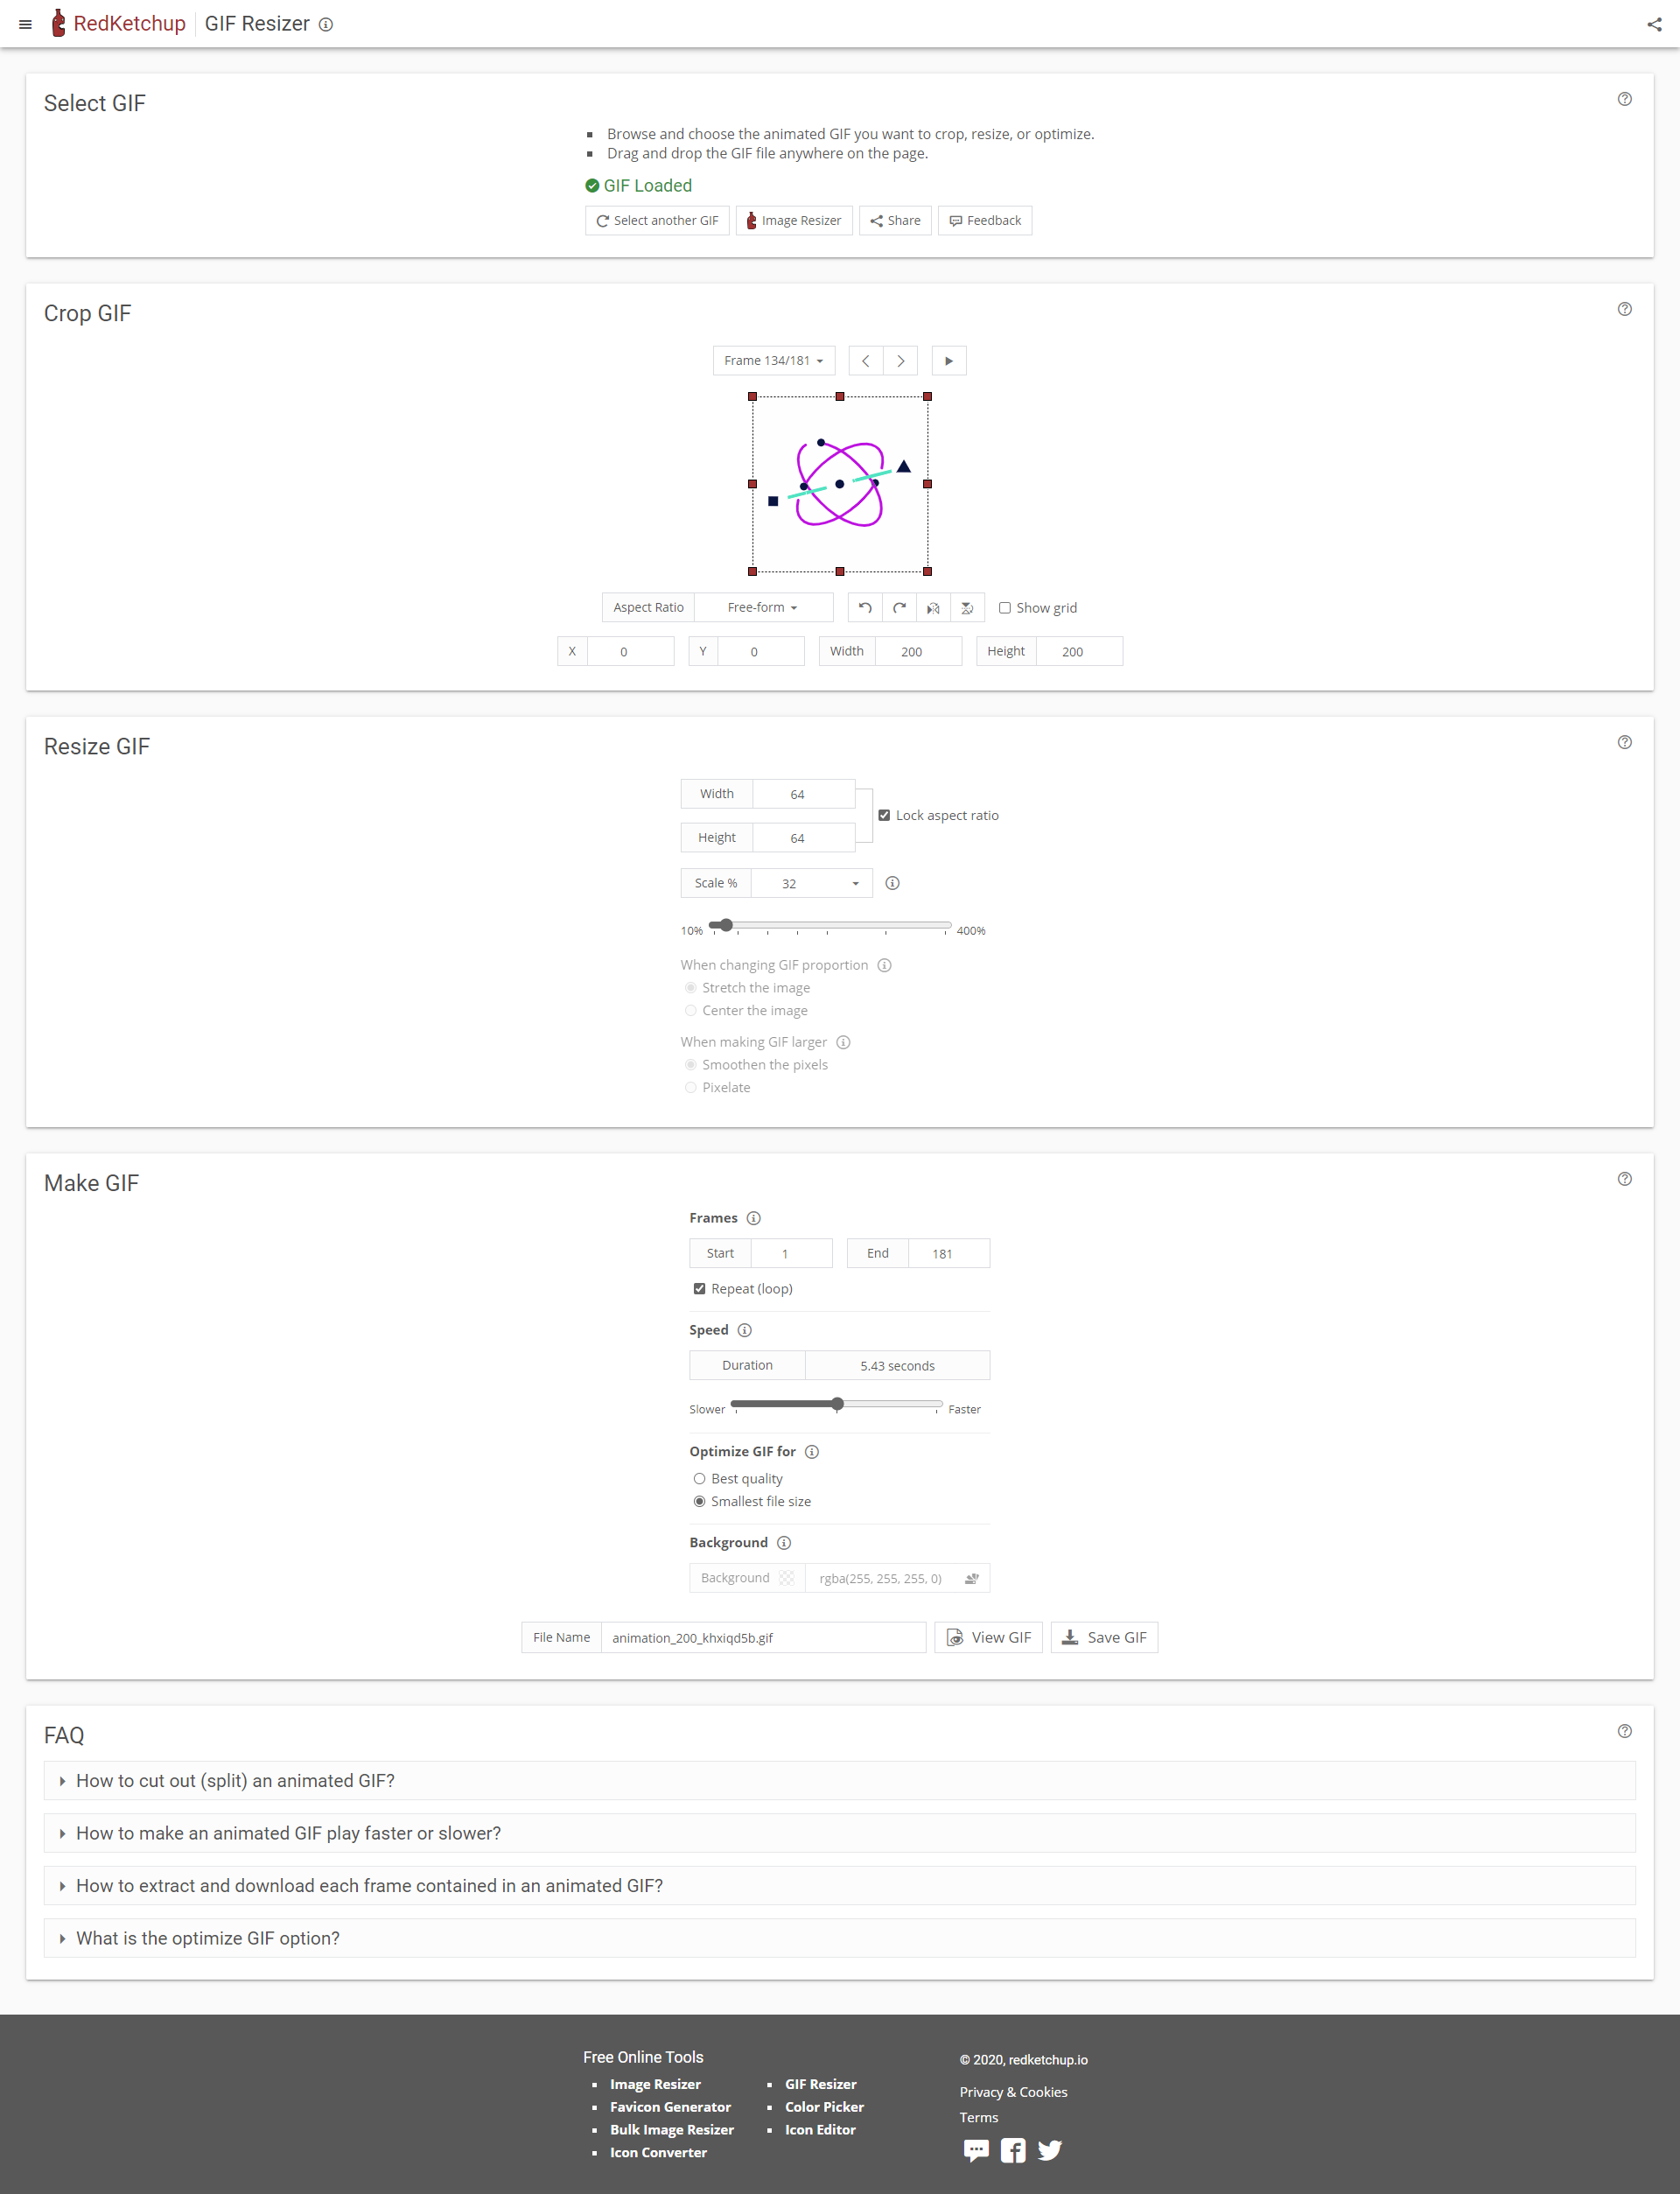 RedKetchup GIF Resizer
Select GIF
Browse and choose the animated GIF you want to crop, resize, or optimize.
Drag and drop the GIF file anywhere on the page.
GIF Loaded
Select another GIF Image Resizer Share Feedback
Crop GIF
Frame 134/181
Aspect Ratio Free-form Show grid
X 0 Y 0 Width 200 Height 200
Resize GIF
Width 64
Lock aspect ratio
Height 64
Scale % 32
10% 400%
When changing GIF proportion
Stretch the image
Center the image
When making GIF larger
Smoothen the pixels
Pixelate
Make GIF
Frames
Start 1 End 181
Repeat (loop)
Speed
Duration 5.43 seconds
Slower Faster
Optimize GIF for
Best quality
Smallest file size
Background
Background rgba(255, 255, 255, 0)
File Name animation_200_khxiqd5b.gif View GIF Save GIF
FAQ
How to cut out (split) an animated GIF?
How to make an animated GIF play faster or slower?
How to extract and download each frame contained in an animated GIF?
What is the optimize GIF option?
Free Online Tools
Image Resizer
Favicon Generator
Bulk Image Resizer
Icon Converter
GIF Resizer
Color Picker
Icon Editor
© 2020, redketchup.io
Privacy & Cookies
Terms